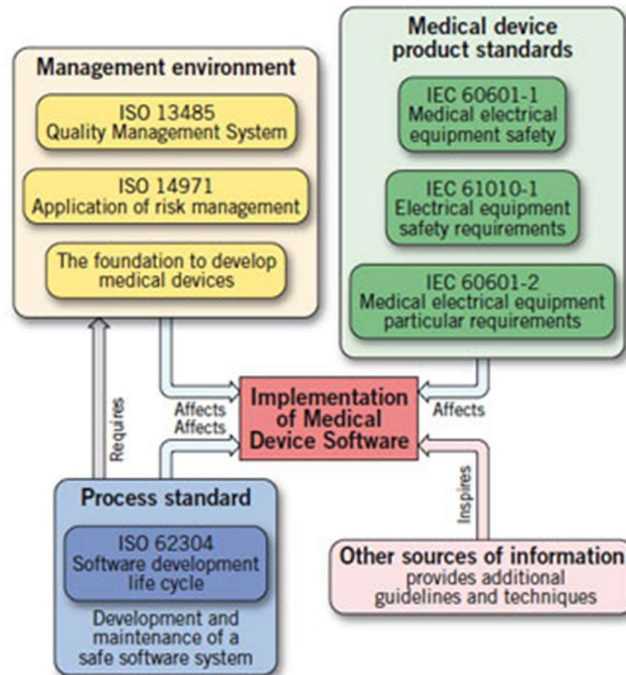 Management environment
ISO 13485
Quality Management System
ISO 14971
Application of risk management
The foundation to develop
medical devices
Medical device
product standards
IEC 60601-1
Medical electrical
equipment safety
IEC 61010-1
Electrical equipment
safety requirements
IEC 60601-2
Medical electrical equipment
particular requirements
Requires
Affects
Affects
Implementation
of Medical
Device Software
Affects
Inspires
Process standard
ISO 62304
Software development
life cycle
Development and
maintenance of a
safe software system
Other sources of information
provides additional
guidelines and techniques